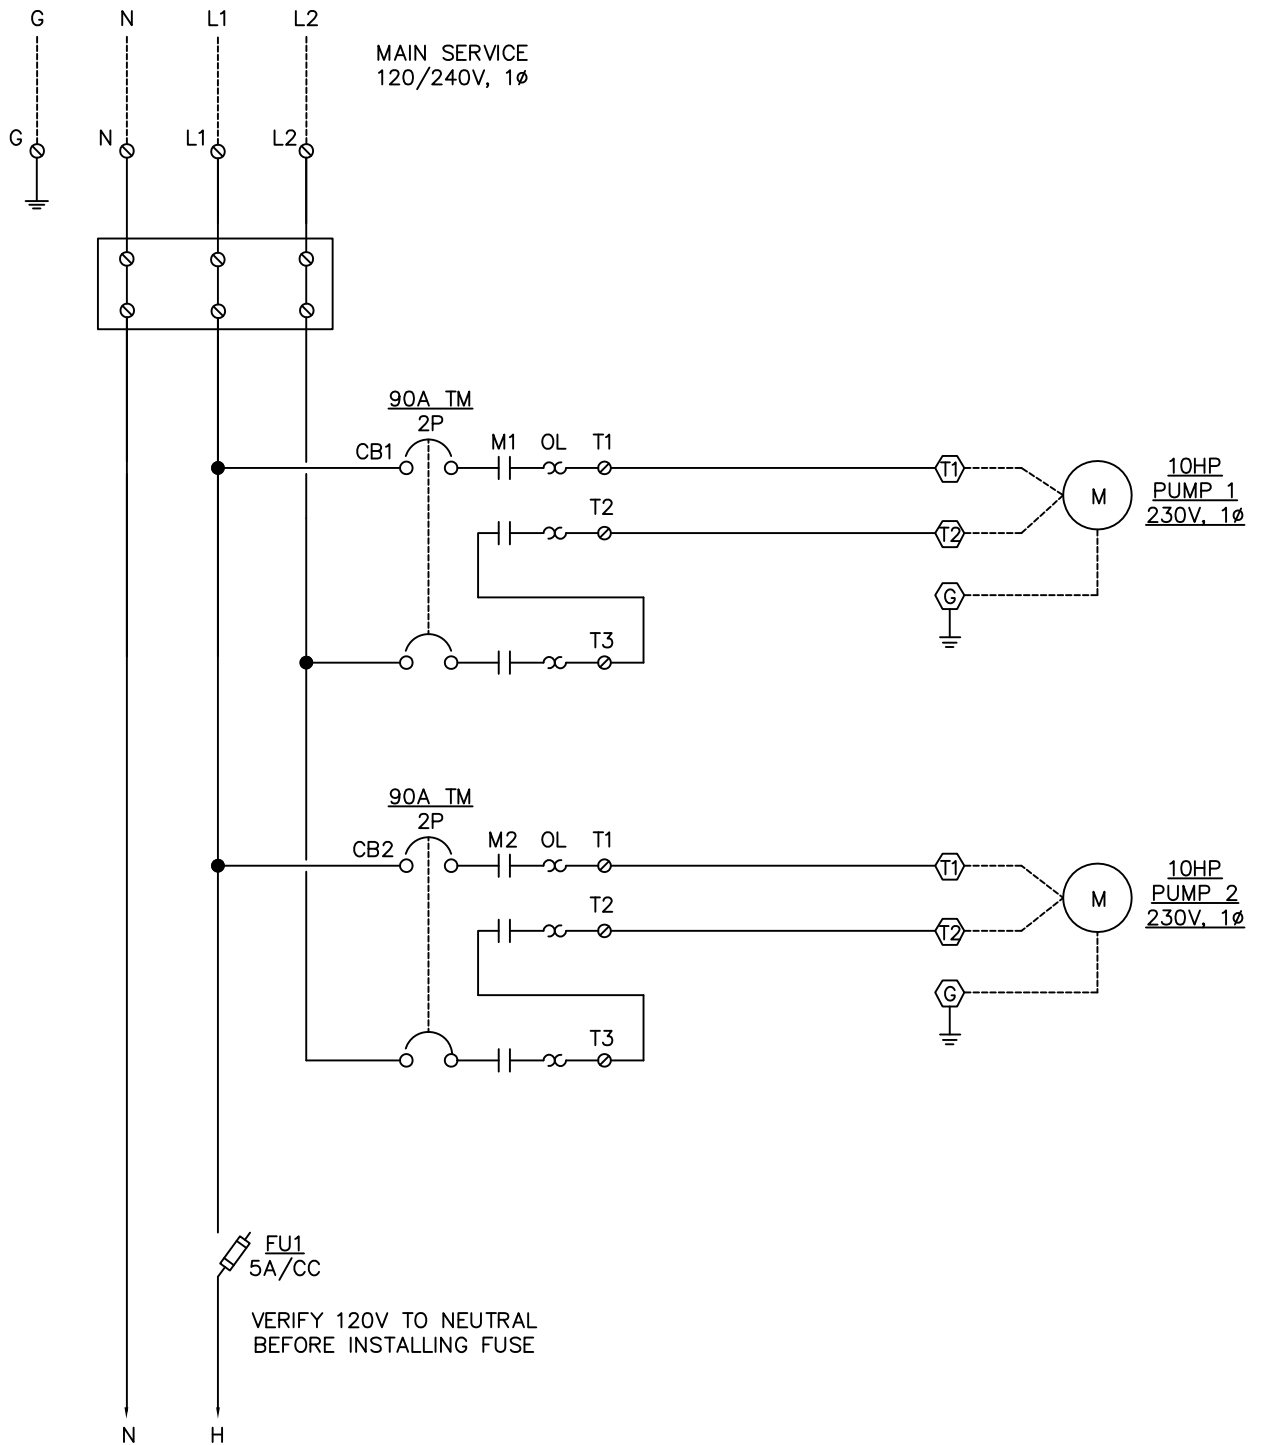 G N L1 L2
MAIN SERVICE
120/240V, 1ø
G N L1 L2
90A TM
2P
CB1 M1 OL T1
T1
10HP
PUMP 1
230V, 1ø
M
T2
T2
G
T3
90A TM
2P
CB2 M2 OL T1
T1
10HP
PUMP 2
230V, 1ø
M
T2
T2
G
T3
FU1
5A/CC
VERIFY 120V TO NEUTRAL
BEFORE INSTALLING FUSE
N H